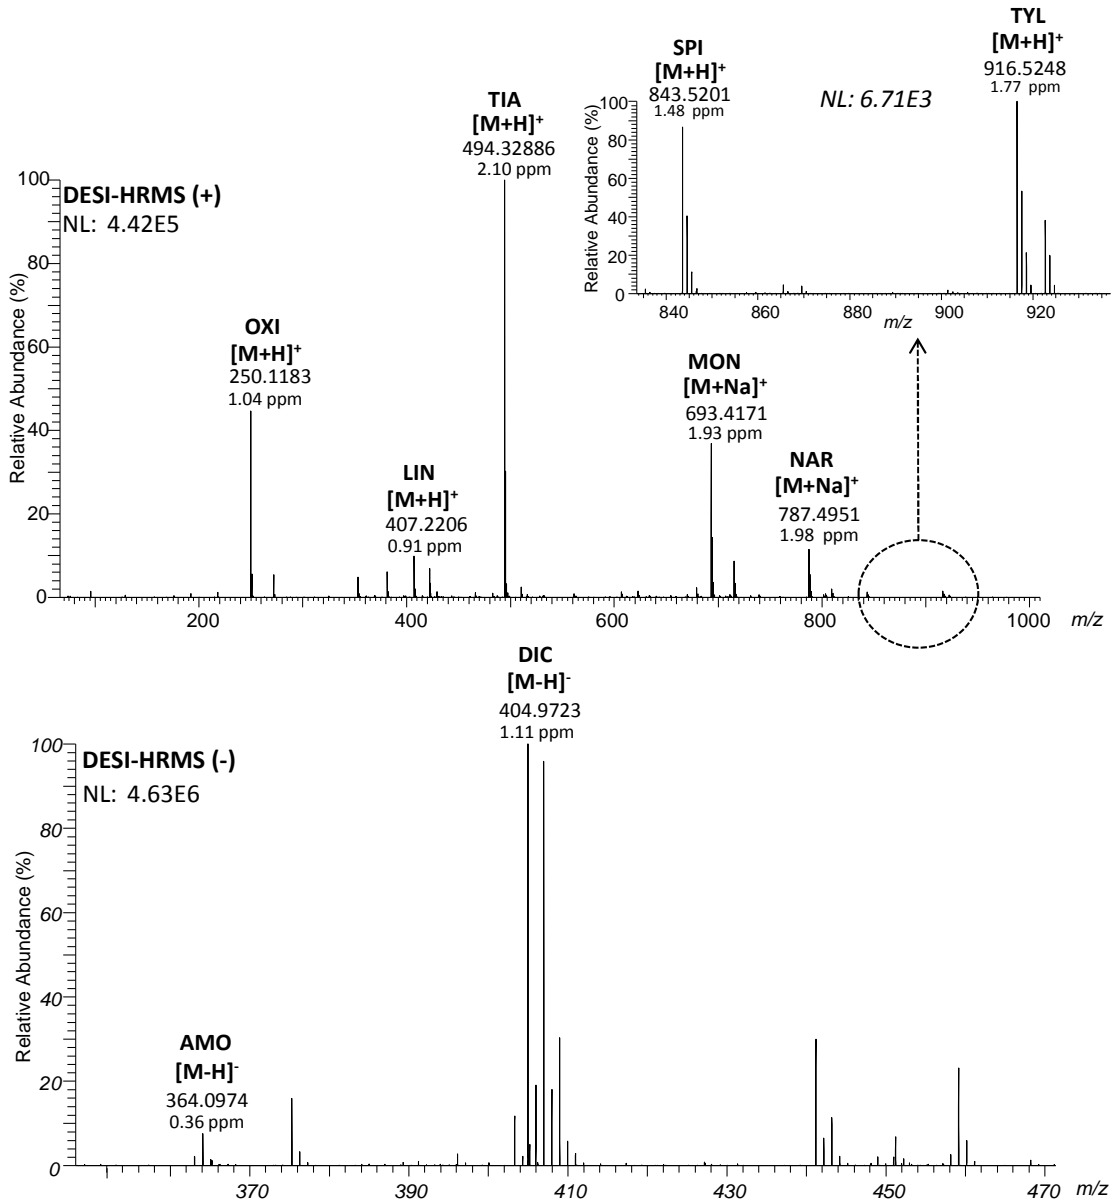 TYL
[M+H]+
916.5248
1.77 ppm
SPI
[M+H]+
843.5201
1.48 ppm
NL: 6.71E3
TIA
[M+H]+
494.32886
2.10 ppm
100
80
60
40
20
0
Relative Abundance (%)
840
860
880
900
920
m/z
DESI-HRMS (+)
NL: 4.42E5
OXI
[M+H]+
250.1183
1.04 ppm
LIN
[M+H]+
407.2206
0.91 ppm
MON
[M+Na]+
693.4171
1.93 ppm
NAR
[M+Na]+
787.4951
1.98 ppm
100
80
60
40
20
0
Relative Abundance (%)
200
400
600
800
1000
m/z
DIC
[M-H]-
404.9723
1.11 ppm
DESI-HRMS (-)
NL: 4.63E6
AMO
[M-H]-
364.0974
0.36 ppm
100
80
60
40
20
0
Relative Abundance (%)
370
390
410
430
450
470
m/z